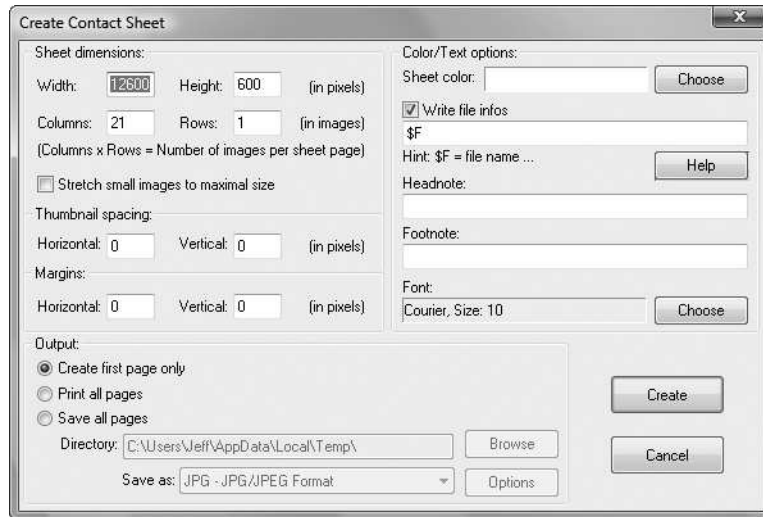 Create Contact Sheet
Sheet dimensions:
Width: 12600 Height: 600 (in pixels)
Columns: 21 Rows: 1 (in images)
(Columns x Rows = Number of images per sheet page)
Stretch small images to maximal size
Thumbnail spacing:
Horizontal: 0 Vertical: 0 (in pixels)
Margins:
Horizontal: 0 Vertical: 0 (in pixels)
Color/Text options:
Sheet color: Choose
Write file infos
$F
Hint: $F = file name ... Help
Headnote:
Footnote:
Font:
Courier, Size: 10 Choose
Output:
Create first page only
Print all pages
Save all pages
Directory: C:\Users\Jeff\AppData\Local\Temp\ Browse
Save as: JPG - JPG/JPEG Format Options
Create
Cancel